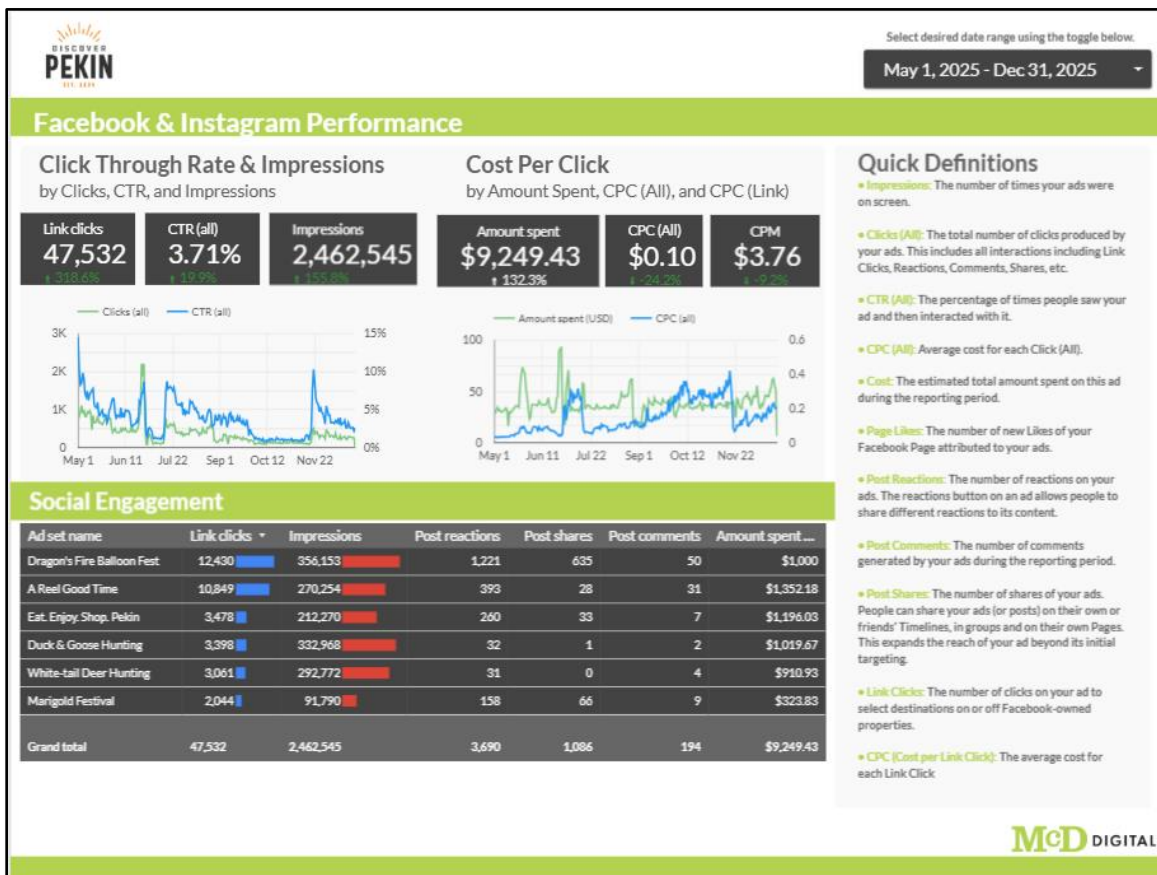 DISCOVER
PEKIN
Select desired date range using the toggle below.
May 1, 2025 - Dec 31, 2025
Facebook & Instagram Performance
Click Through Rate & Impressions
by Clicks, CTR, and Impressions
Link clicks
47,532
↑ 318.6%
CTR (all)
3.71%
↑ 19.9%
Impressions
2,462,545
↑ 155.8%
Clicks (all) CTR (all)
3K 15%
2K 10%
1K 5%
0 0%
May 1 Jun 11 Jul 22 Sep 1 Oct 12 Nov 22
Cost Per Click
by Amount Spent, CPC (All), and CPC (Link)
Amount spent
$9,249.43
↑ 132.3%
CPC (All)
$0.10
↓ -24.2%
CPM
$3.76
↓ -9.2%
Amount spent (USD) CPC (all)
100 0.6
0.4
50
0.2
0 0
May 1 Jun 11 Jul 22 Sep 1 Oct 12 Nov 22
Social Engagement
Ad set name Link clicks Impressions Post reactions Post shares Post comments Amount spent ...
Dragon's Fire Balloon Fest 12,430 356,153 1,221 635 50 $1,000
A Reel Good Time 10,849 270,254 393 28 31 $1,352.18
Eat. Enjoy. Shop. Pekin 3,478 212,270 260 33 7 $1,196.03
Duck & Goose Hunting 3,398 332,968 32 1 2 $1,019.67
White-tail Deer Hunting 3,061 292,772 31 0 4 $910.93
Marigold Festival 2,044 91,790 158 66 9 $323.83
Grand total 47,532 2,462,545 3,690 1,086 194 $9,249.43
Quick Definitions
• Impressions: The number of times your ads were
on screen.
• Clicks (All): The total number of clicks produced by
your ads. This includes all interactions including Link
Clicks, Reactions, Comments, Shares, etc.
• CTR (All): The percentage of times people saw your
ad and then interacted with it.
• CPC (All): Average cost for each Click (All).
• Cost: The estimated total amount spent on this ad
during the reporting period.
• Page Likes: The number of new Likes of your
Facebook Page attributed to your ads.
• Post Reactions: The number of reactions on your
ads. The reactions button on an ad allows people to
share different reactions to its content.
• Post Comments: The number of comments
generated by your ads during the reporting period.
• Post Shares: The number of shares of your ads.
People can share your ads (or posts) on their own or
friends' Timelines, in groups and on their own Pages.
This expands the reach of your ad beyond its initial
targeting.
• Link Clicks: The number of clicks on your ad to
select destinations on or off Facebook-owned
properties.
• CPC (Cost per Link Click): The average cost for
each Link Click
McD DIGITAL